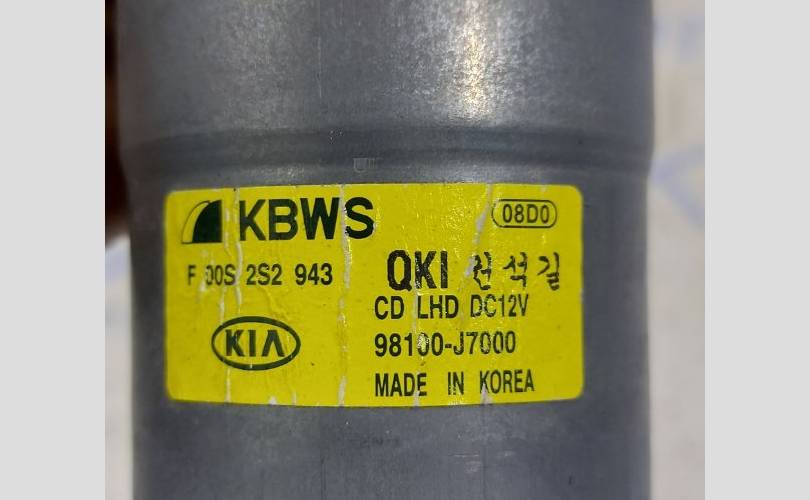 KBWS
08D0
F 00S 2S2 943
QKI 전석길
CD LHD DC12V
KIA
98100-J7000
MADE IN KOREA